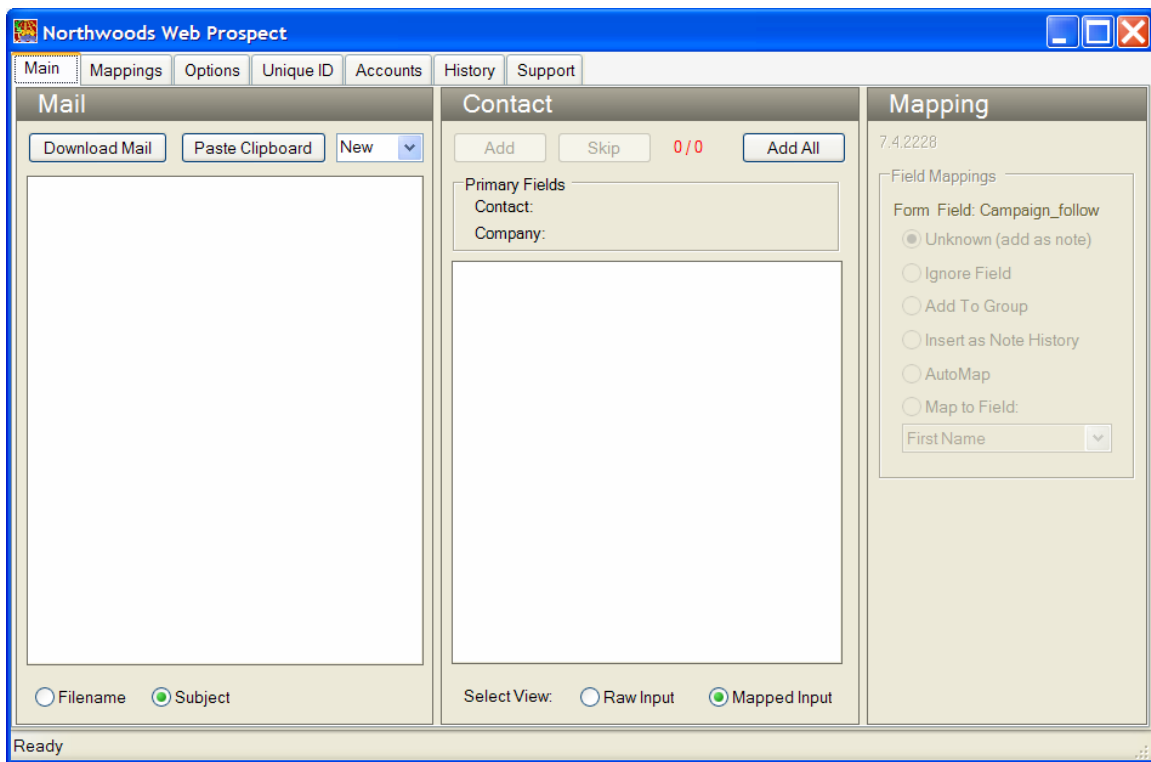 Northwoods Web Prospect
Main Mappings Options Unique ID Accounts History Support
Mail
Download Mail Paste Clipboard New
Filename Subject
Contact
Add Skip 0 / 0 Add All
Primary Fields
Contact:
Company:
Select View: Raw Input Mapped Input
Mapping
7.4.2228
Field Mappings
Form Field: Campaign_follow
Unknown (add as note)
Ignore Field
Add To Group
Insert as Note History
AutoMap
Map to Field:
First Name
Ready